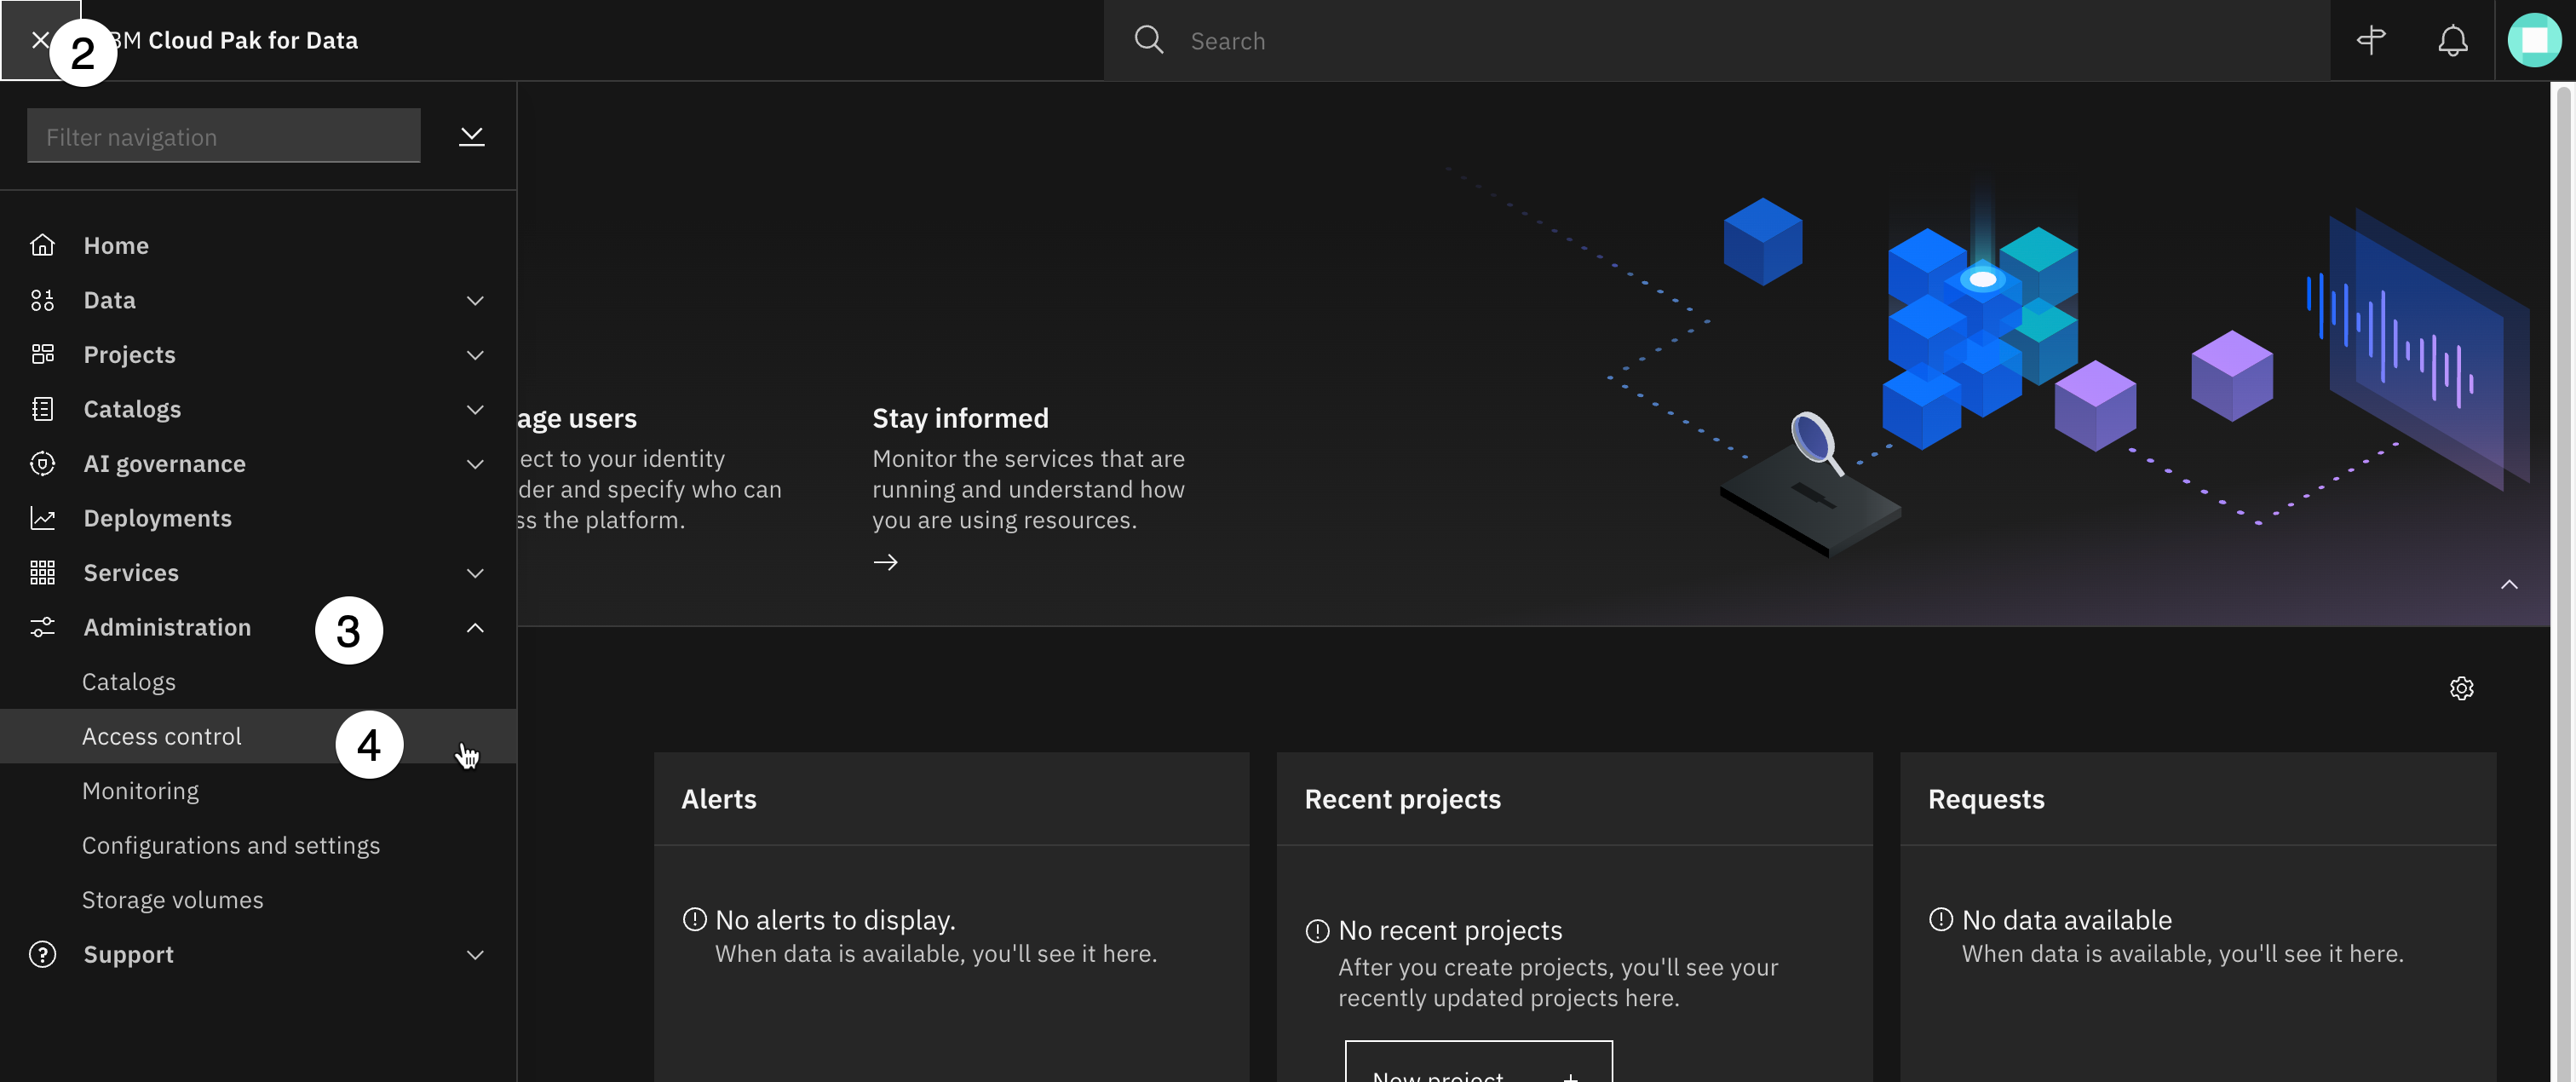 2
BM Cloud Pak for Data
Search
Filter navigation
Home
Data
Projects
Catalogs
AI governance
Deployments
Services
Administration
3
Catalogs
Access control
4
Monitoring
Configurations and settings
Storage volumes
Support
age users
ect to your identity
der and specify who can
ss the platform.
Stay informed
Monitor the services that are
running and understand how
you are using resources.
Alerts
No alerts to display.
When data is available, you'll see it here.
Recent projects
No recent projects
After you create projects, you'll see your
recently updated projects here.
New project +
Requests
No data available
When data is available, you'll see it here.